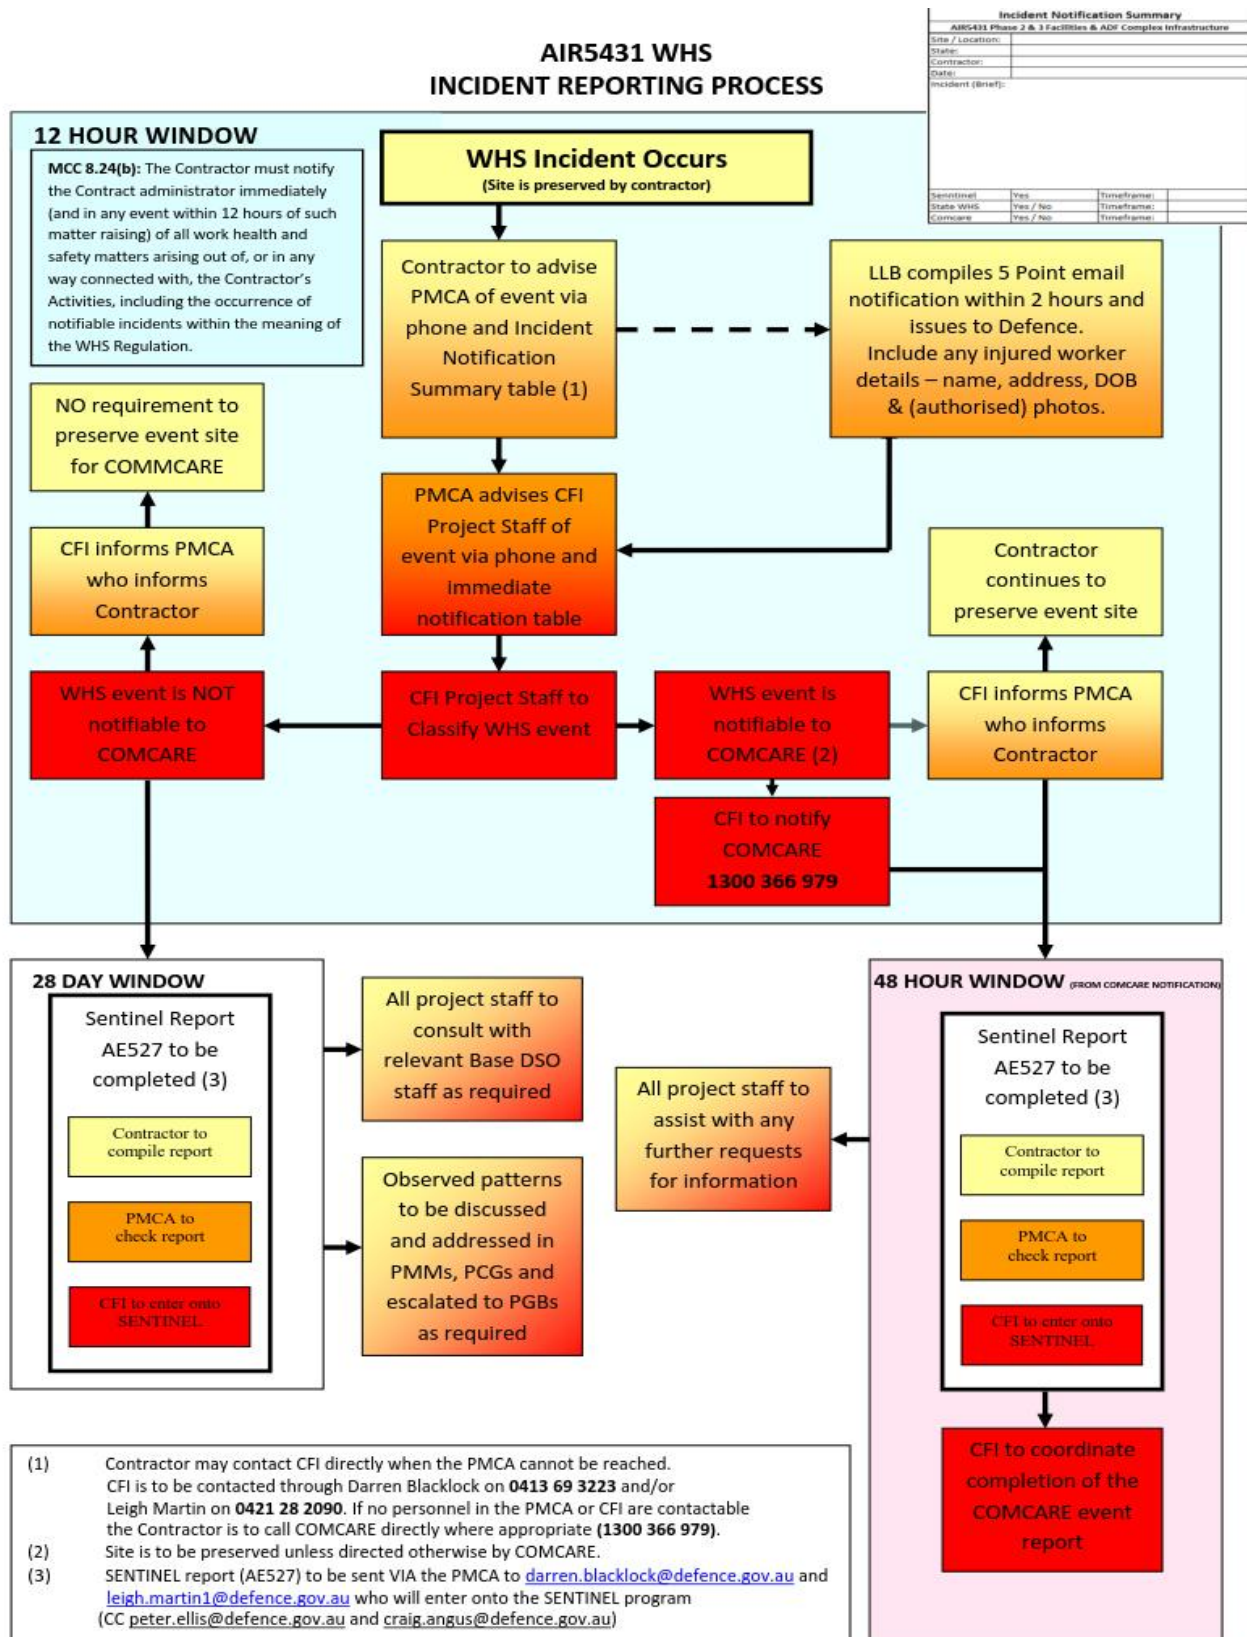 Incident Notification Summary
AIR5431 Phase 2 & 3 Facilities & ADF Complex Infrastructure
Site / Location:
State:
Contractor:
Date:
Incident (Brief):
Senntinel Yes Timeframe:
State WHS Yes / No Timeframe:
Comcare Yes / No Timeframe:
AIR5431 WHS
INCIDENT REPORTING PROCESS
12 HOUR WINDOW
MCC 8.24(b): The Contractor must notify
the Contract administrator immediately
(and in any event within 12 hours of such
matter raising) of all work health and
safety matters arising out of, or in any
way connected with, the Contractor's
Activities, including the occurrence of
notifiable incidents within the meaning of
the WHS Regulation.
WHS Incident Occurs
(Site is preserved by contractor)
Contractor to advise
PMCA of event via
phone and Incident
Notification
Summary table (1)
LLB compiles 5 Point email
notification within 2 hours and
issues to Defence.
Include any injured worker
details – name, address, DOB
& (authorised) photos.
NO requirement to
preserve event site
for COMMCARE
PMCA advises CFI
Project Staff of
event via phone and
immediate
notification table
CFI informs PMCA
who informs
Contractor
Contractor
continues to
preserve event site
WHS event is NOT
notifiable to
COMCARE
CFI Project Staff to
Classify WHS event
WHS event is
notifiable to
COMCARE (2)
CFI informs PMCA
who informs
Contractor
CFI to notify
COMCARE
1300 366 979
28 DAY WINDOW
Sentinel Report
AE527 to be
completed (3)
Contractor to
compile report
PMCA to
check report
CFI to enter onto
SENTINEL
All project staff to
consult with
relevant Base DSO
staff as required
Observed patterns
to be discussed
and addressed in
PMMs, PCGs and
escalated to PGBs
as required
All project staff to
assist with any
further requests
for information
48 HOUR WINDOW (FROM COMCARE NOTIFICATION)
Sentinel Report
AE527 to be
completed (3)
Contractor to
compile report
PMCA to
check report
CFI to enter onto
SENTINEL
CFI to coordinate
completion of the
COMCARE event
report
(1) Contractor may contact CFI directly when the PMCA cannot be reached.
CFI is to be contacted through Darren Blacklock on 0413 69 3223 and/or
Leigh Martin on 0421 28 2090. If no personnel in the PMCA or CFI are contactable
the Contractor is to call COMCARE directly where appropriate (1300 366 979).
(2) Site is to be preserved unless directed otherwise by COMCARE.
(3) SENTINEL report (AE527) to be sent VIA the PMCA to darren.blacklock@defence.gov.au and
leigh.martin1@defence.gov.au who will enter onto the SENTINEL program
(CC peter.ellis@defence.gov.au and craig.angus@defence.gov.au)